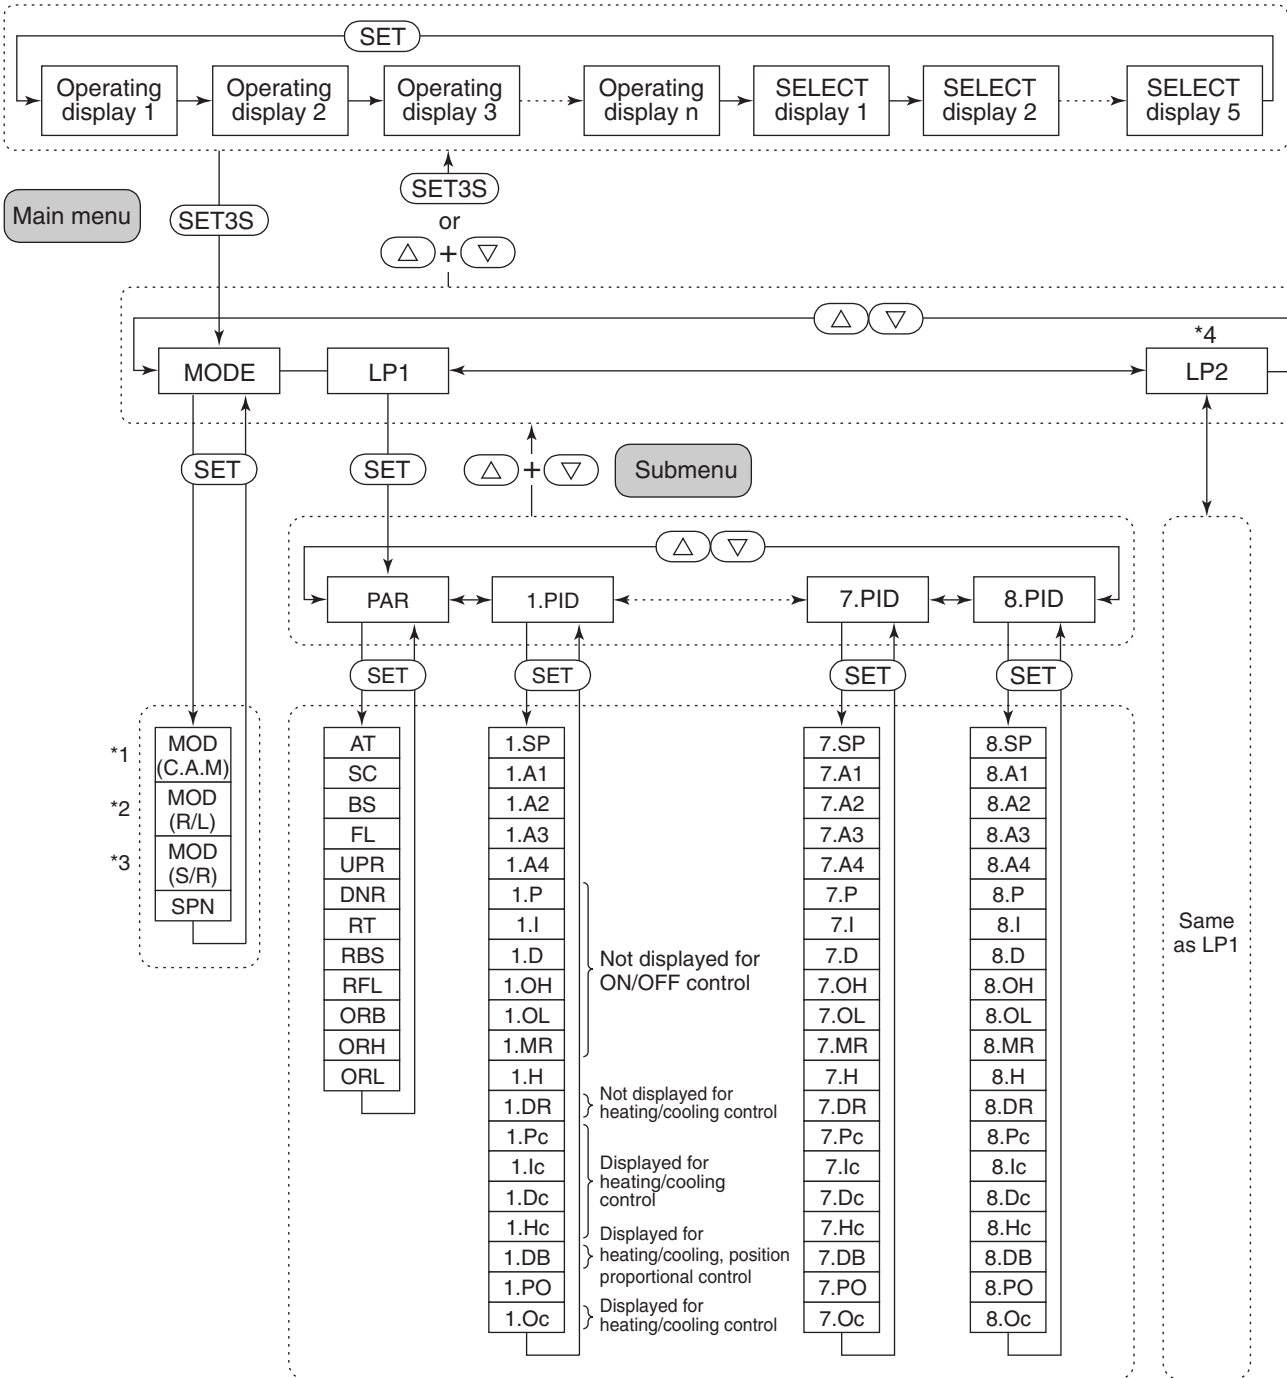 SET
Operating
display 1
Operating
display 2
Operating
display 3
Operating
display n
SELECT
display 1
SELECT
display 2
SELECT
display 5
Main menu
SET3S
SET3S
or
△ + ▽
△ ▽
MODE
LP1
*4
LP2
SET
SET
△ + ▽
Submenu
△ ▽
PAR
1.PID
7.PID
8.PID
SET
SET
SET
SET
*1
MOD
(C.A.M)
*2
MOD
(R/L)
*3
MOD
(S/R)
SPN
AT
SC
BS
FL
UPR
DNR
RT
RBS
RFL
ORB
ORH
ORL
1.SP
1.A1
1.A2
1.A3
1.A4
1.P
1.I
1.D
1.OH
1.OL
1.MR
1.H
1.DR
1.Pc
1.Ic
1.Dc
1.Hc
1.DB
1.PO
1.Oc
Not displayed for
ON/OFF control
Not displayed for
heating/cooling control
Displayed for
heating/cooling
control
Displayed for
heating/cooling, position
proportional control
Displayed for
heating/cooling control
7.SP
7.A1
7.A2
7.A3
7.A4
7.P
7.I
7.D
7.OH
7.OL
7.MR
7.H
7.DR
7.Pc
7.Ic
7.Dc
7.Hc
7.DB
7.PO
7.Oc
8.SP
8.A1
8.A2
8.A3
8.A4
8.P
8.I
8.D
8.OH
8.OL
8.MR
8.H
8.DR
8.Pc
8.Ic
8.Dc
8.Hc
8.DB
8.PO
8.Oc
Same
as LP1